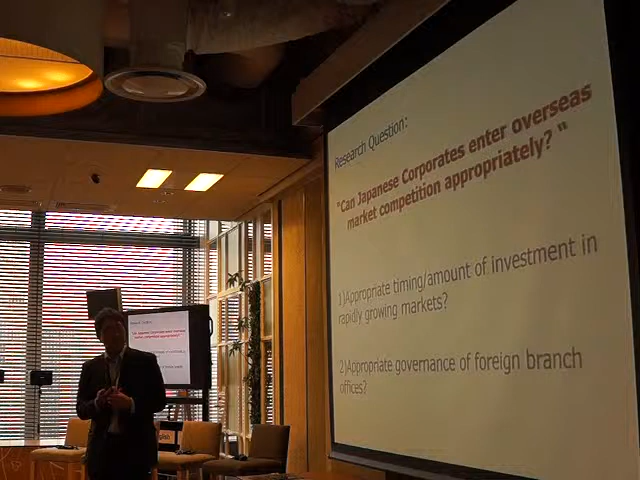 Research Question:
"Can Japanese Corporates enter overseas
market competition appropriately? "
1)Appropriate timing/amount of investment in
rapidly growing markets?
2)Appropriate governance of foreign branch
offices?